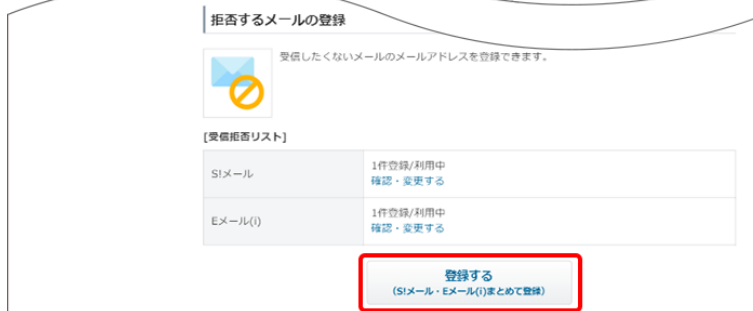 拒否するメールの登録
受信したくないメールのメールアドレスを登録できます。
[受信拒否リスト]
S!メール
1件登録/利用中
確認・変更する
Eメール(i)
1件登録/利用中
確認・変更する
登録する
(S!メール・Eメール(i)まとめて登録)